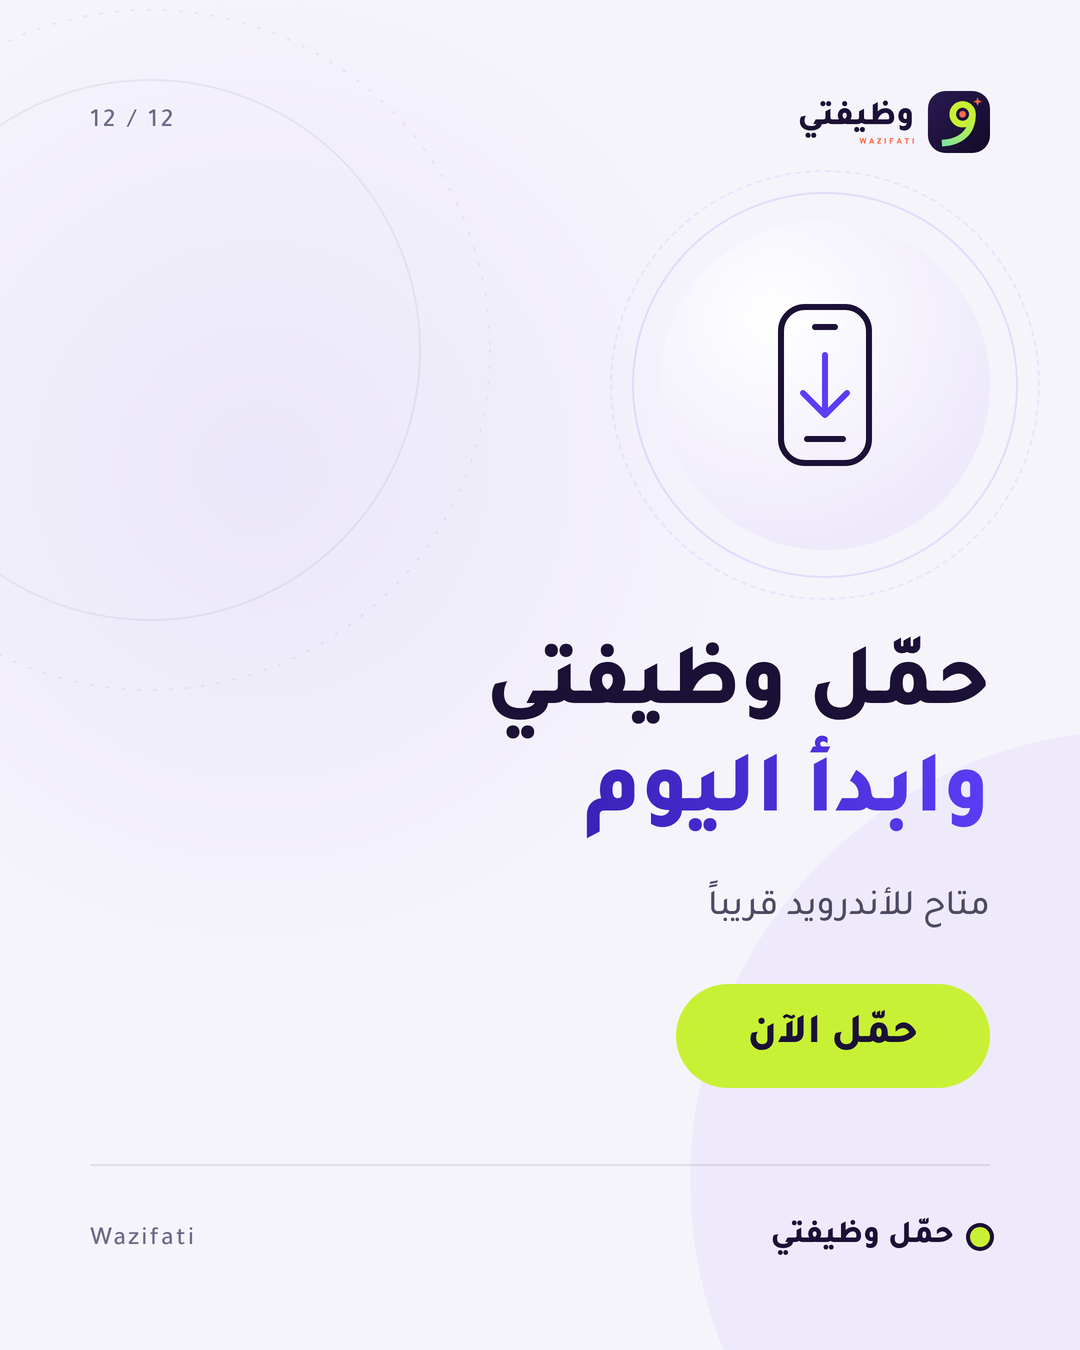 وظيفتي
WAZIFATI
12 / 12
حمّل وظيفتي
وابدأ اليوم
متاح للأندرويد قريباً
حمّل الآن
حمّل وظيفتي
Wazifati